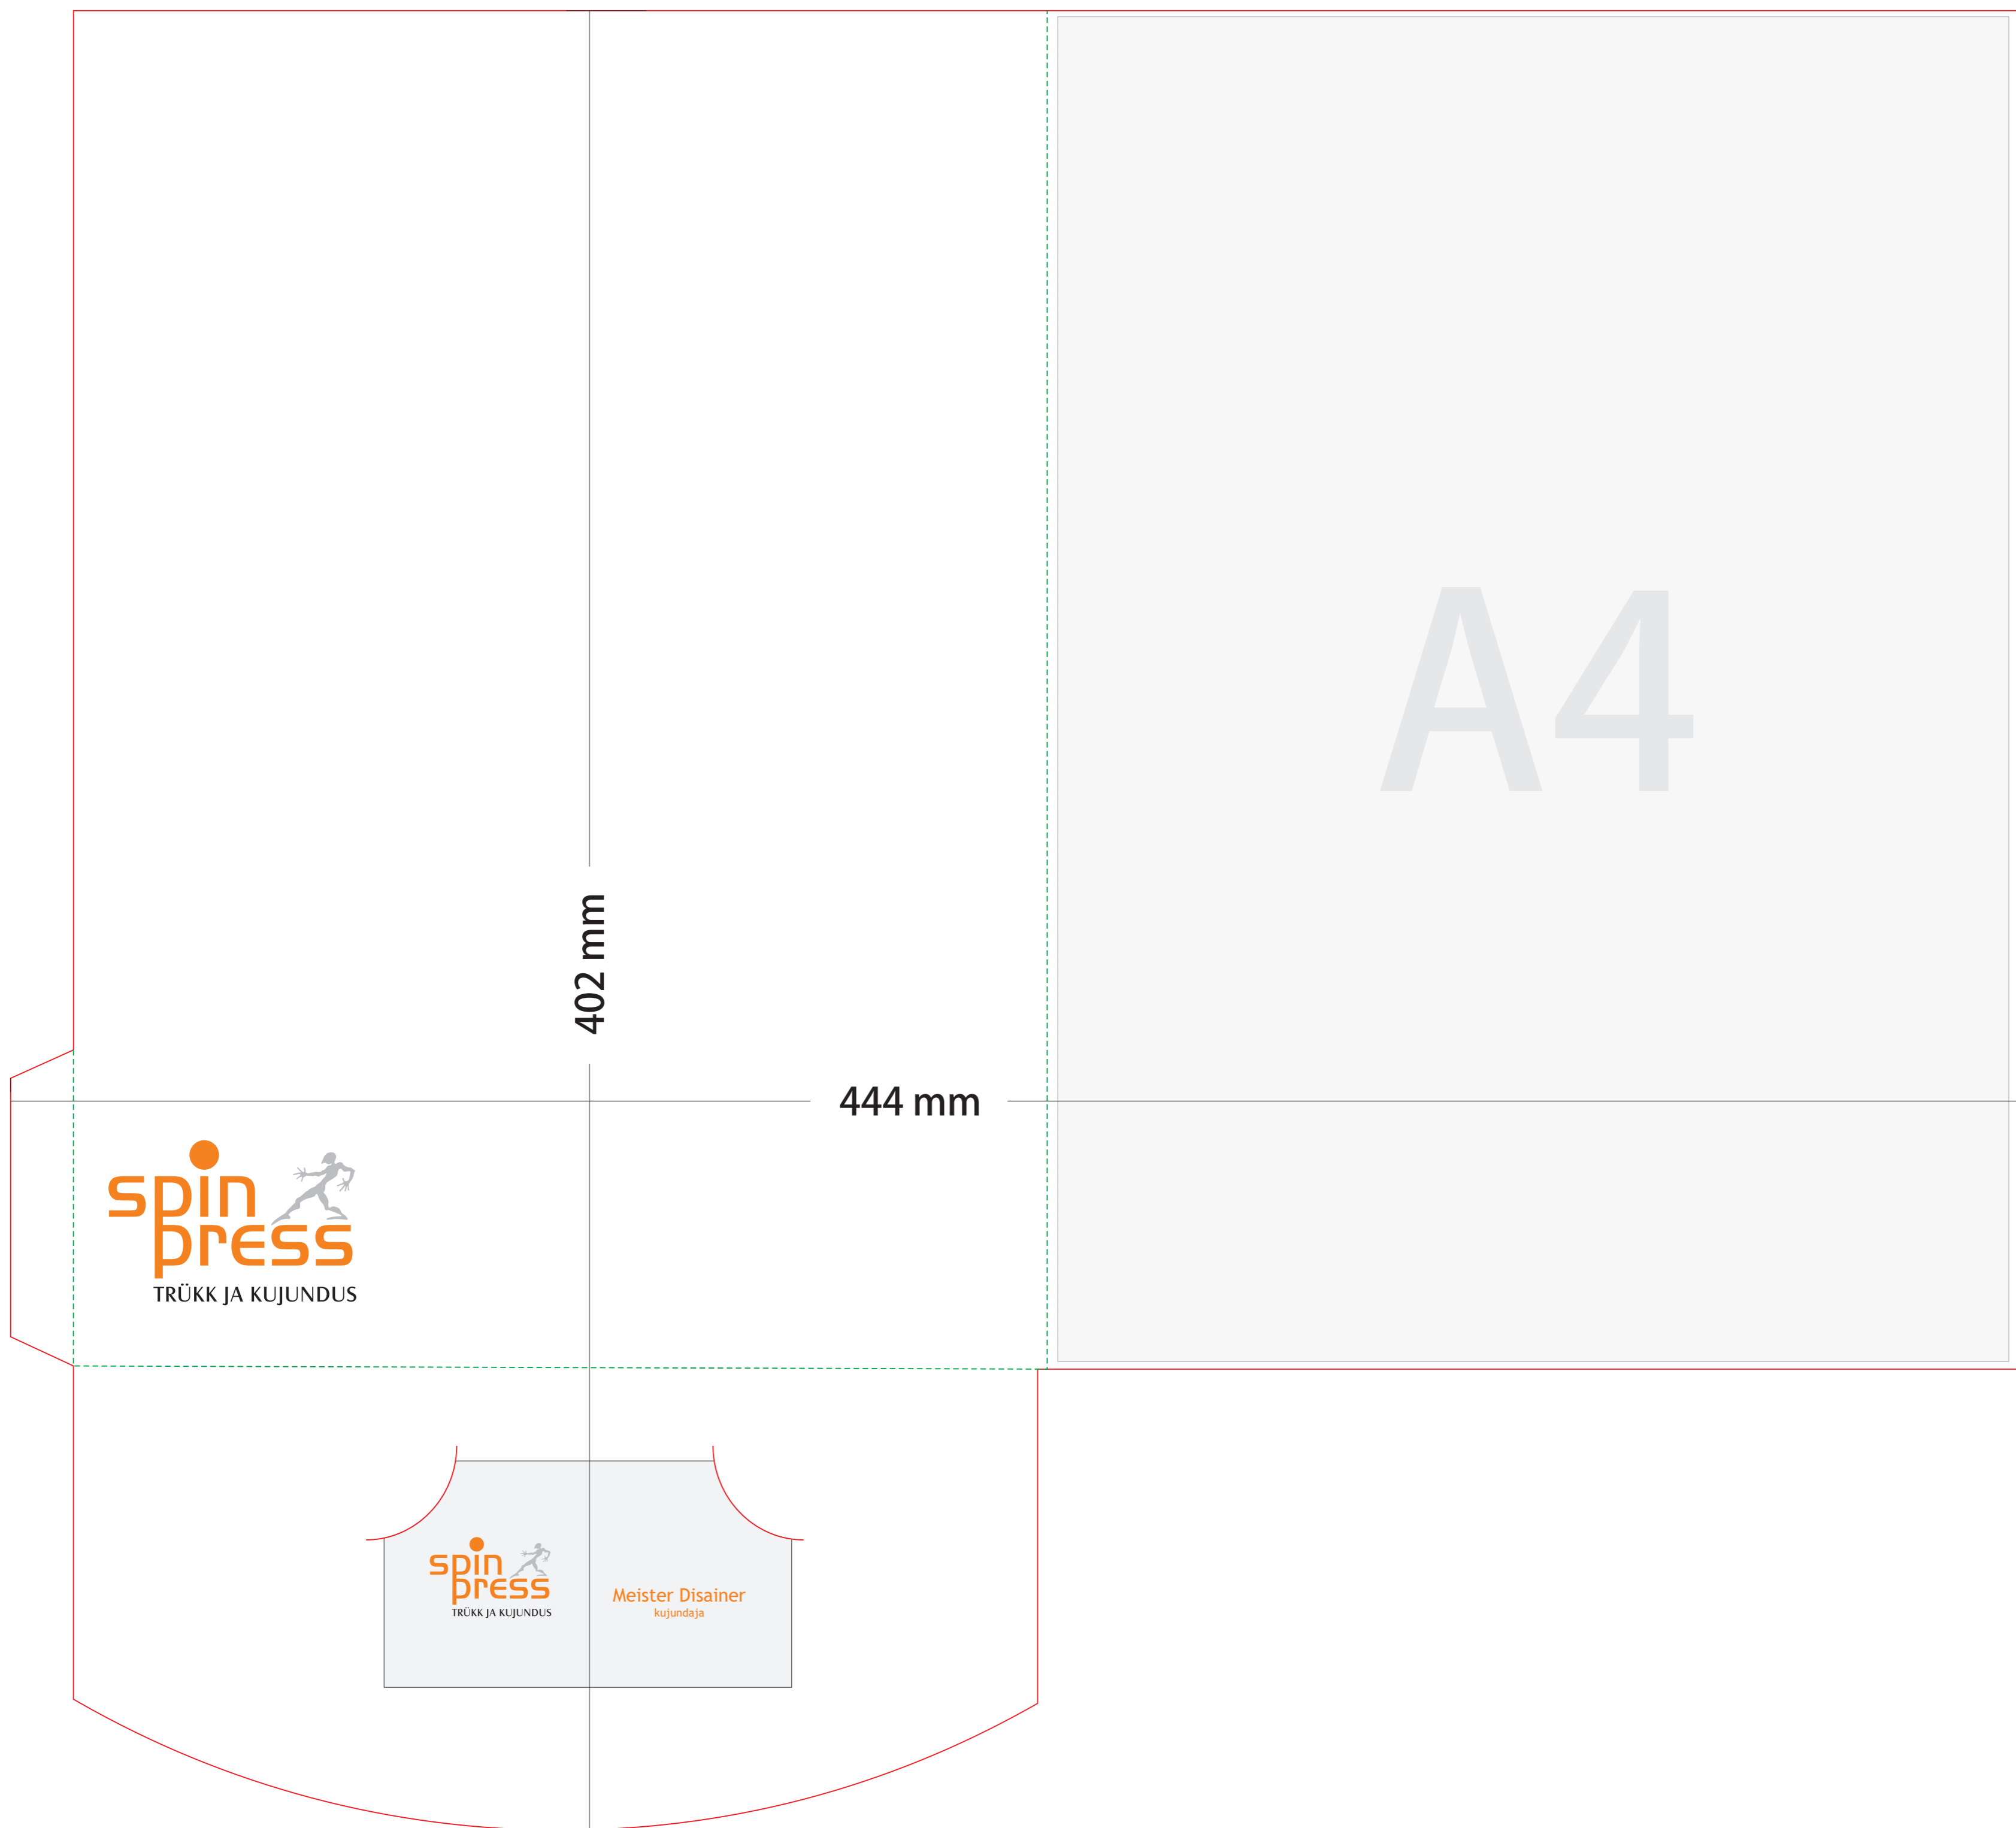 A4
402 mm
444 mm
spin
press
TRÜKK JA KUJUNDUS
spin
press
TRÜKK JA KUJUNDUS
Meister Disainer
kujundaja